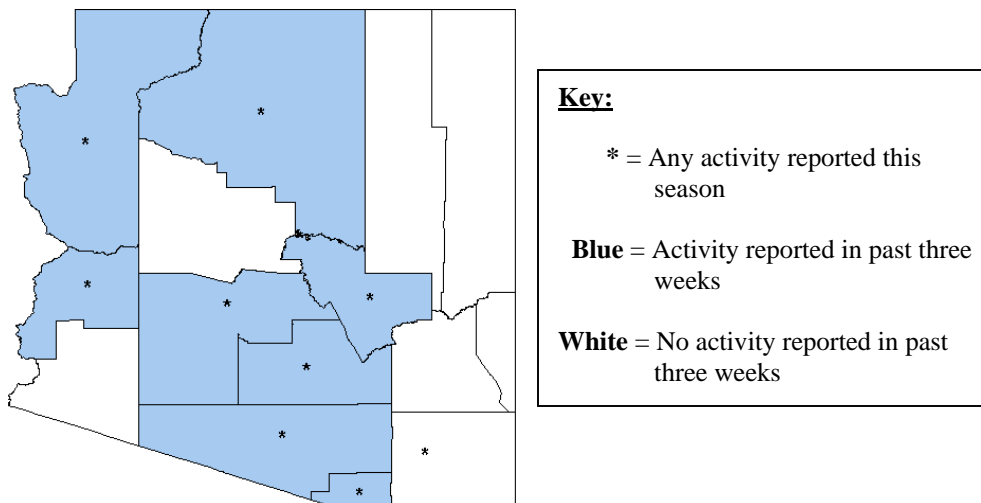 Key:
* = Any activity reported this
season
Blue = Activity reported in past three
weeks
White = No activity reported in past
three weeks
*
*
*
*
*
*
*
*
*